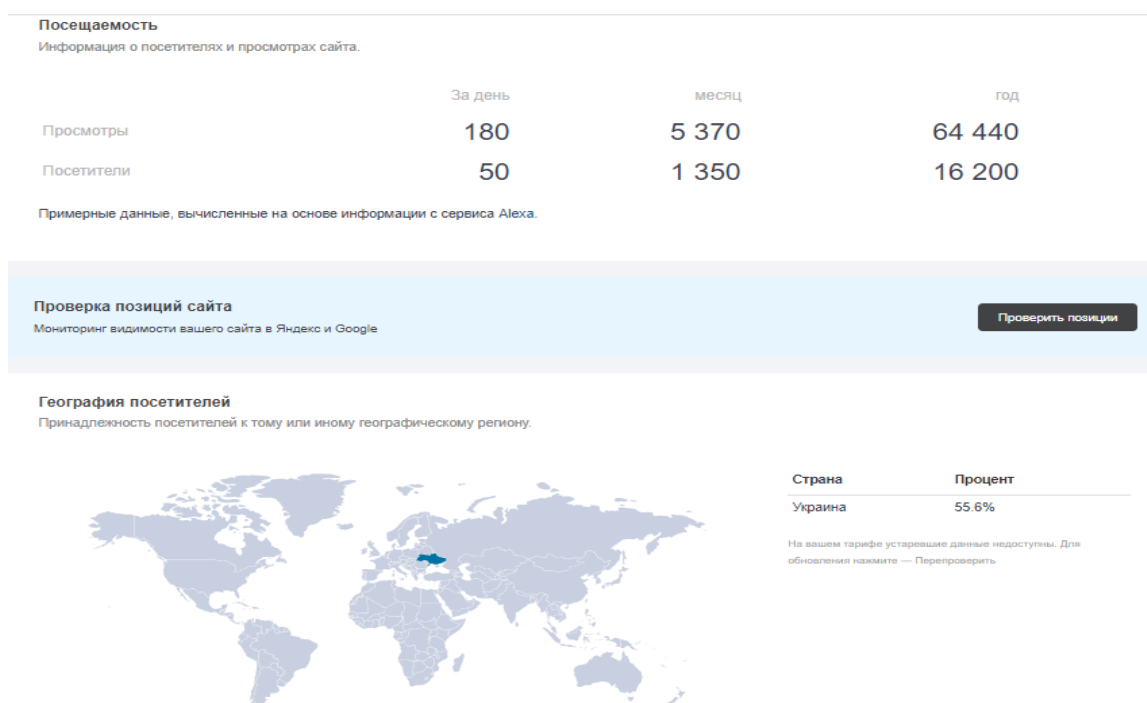 Посещаемость
Информация о посетителях и просмотрах сайта.
За день месяц год
Просмотры 180 5 370 64 440
Посетители 50 1 350 16 200
Примерные данные, вычисленные на основе информации с сервиса Alexa.
Проверка позиций сайта
Мониторинг видимости вашего сайта в Яндекс и Google
Проверить позиции
География посетителей
Принадлежность посетителей к тому или иному географическому региону.
Страна Процент
Украина 55.6%
На вашем тарифе устаревшие данные недоступны. Для
обновления нажмите — Перепроверить